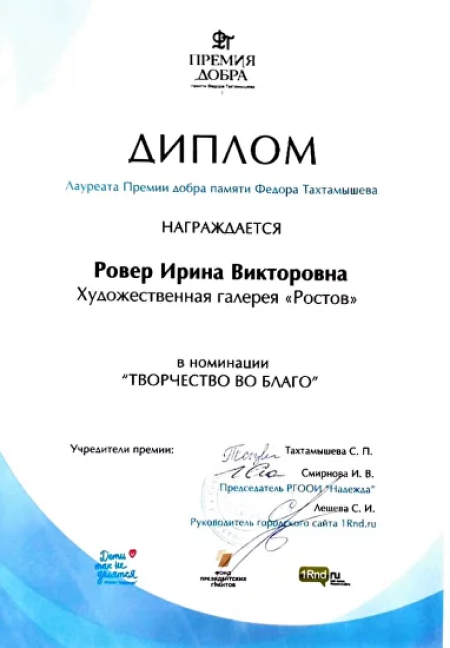 ПРЕМИЯ
ДОБРА
памяти Федора Тахтамышева
ДИПЛОМ
Лауреата Премии добра памяти Федора Тахтамышева
НАГРАЖДАЕТСЯ
Ровер Ирина Викторовна
Художественная галерея «Ростов»
в номинации
“ТВОРЧЕСТВО ВО БЛАГО”
Учредители премии:
Тахтамышева С. П.
Смирнова И. В.
Председатель РГООИ “Надежда”
Лешева С. И.
Руководитель городского сайта 1Rnd.ru
Дети
так не
делятся
ФОНД
ПРЕЗИДЕНТСКИХ
ГРАНТОВ
1Rnd.ru